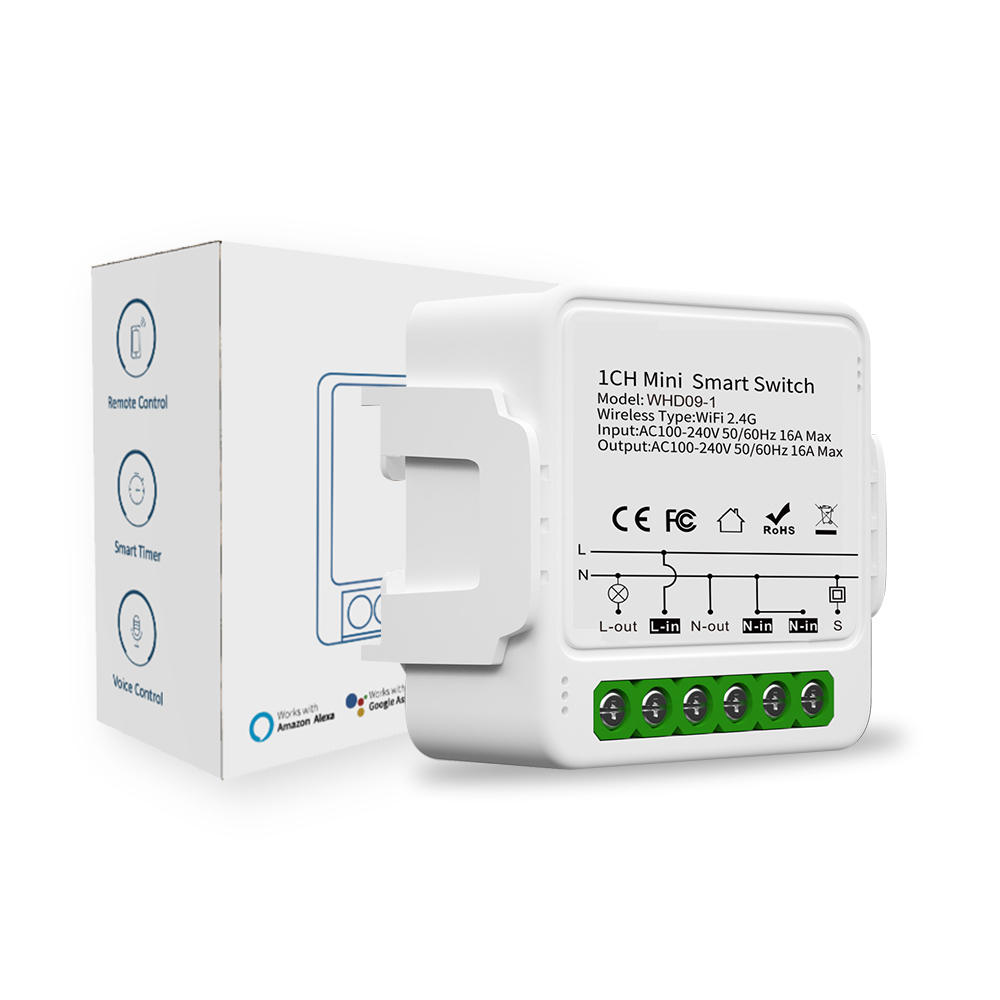 Remote Control
Smart Timer
Voice Control
Works with
Amazon Alexa
Works with
Google As
1CH Mini Smart Switch
Model: WHD09-1
Wireless Type:WiFi 2.4G
Input:AC100-240V 50/60Hz 16A Max
Output:AC100-240V 50/60Hz 16A Max
CE FC RoHS
L
N
L-out L-in N-out N-in N-in S